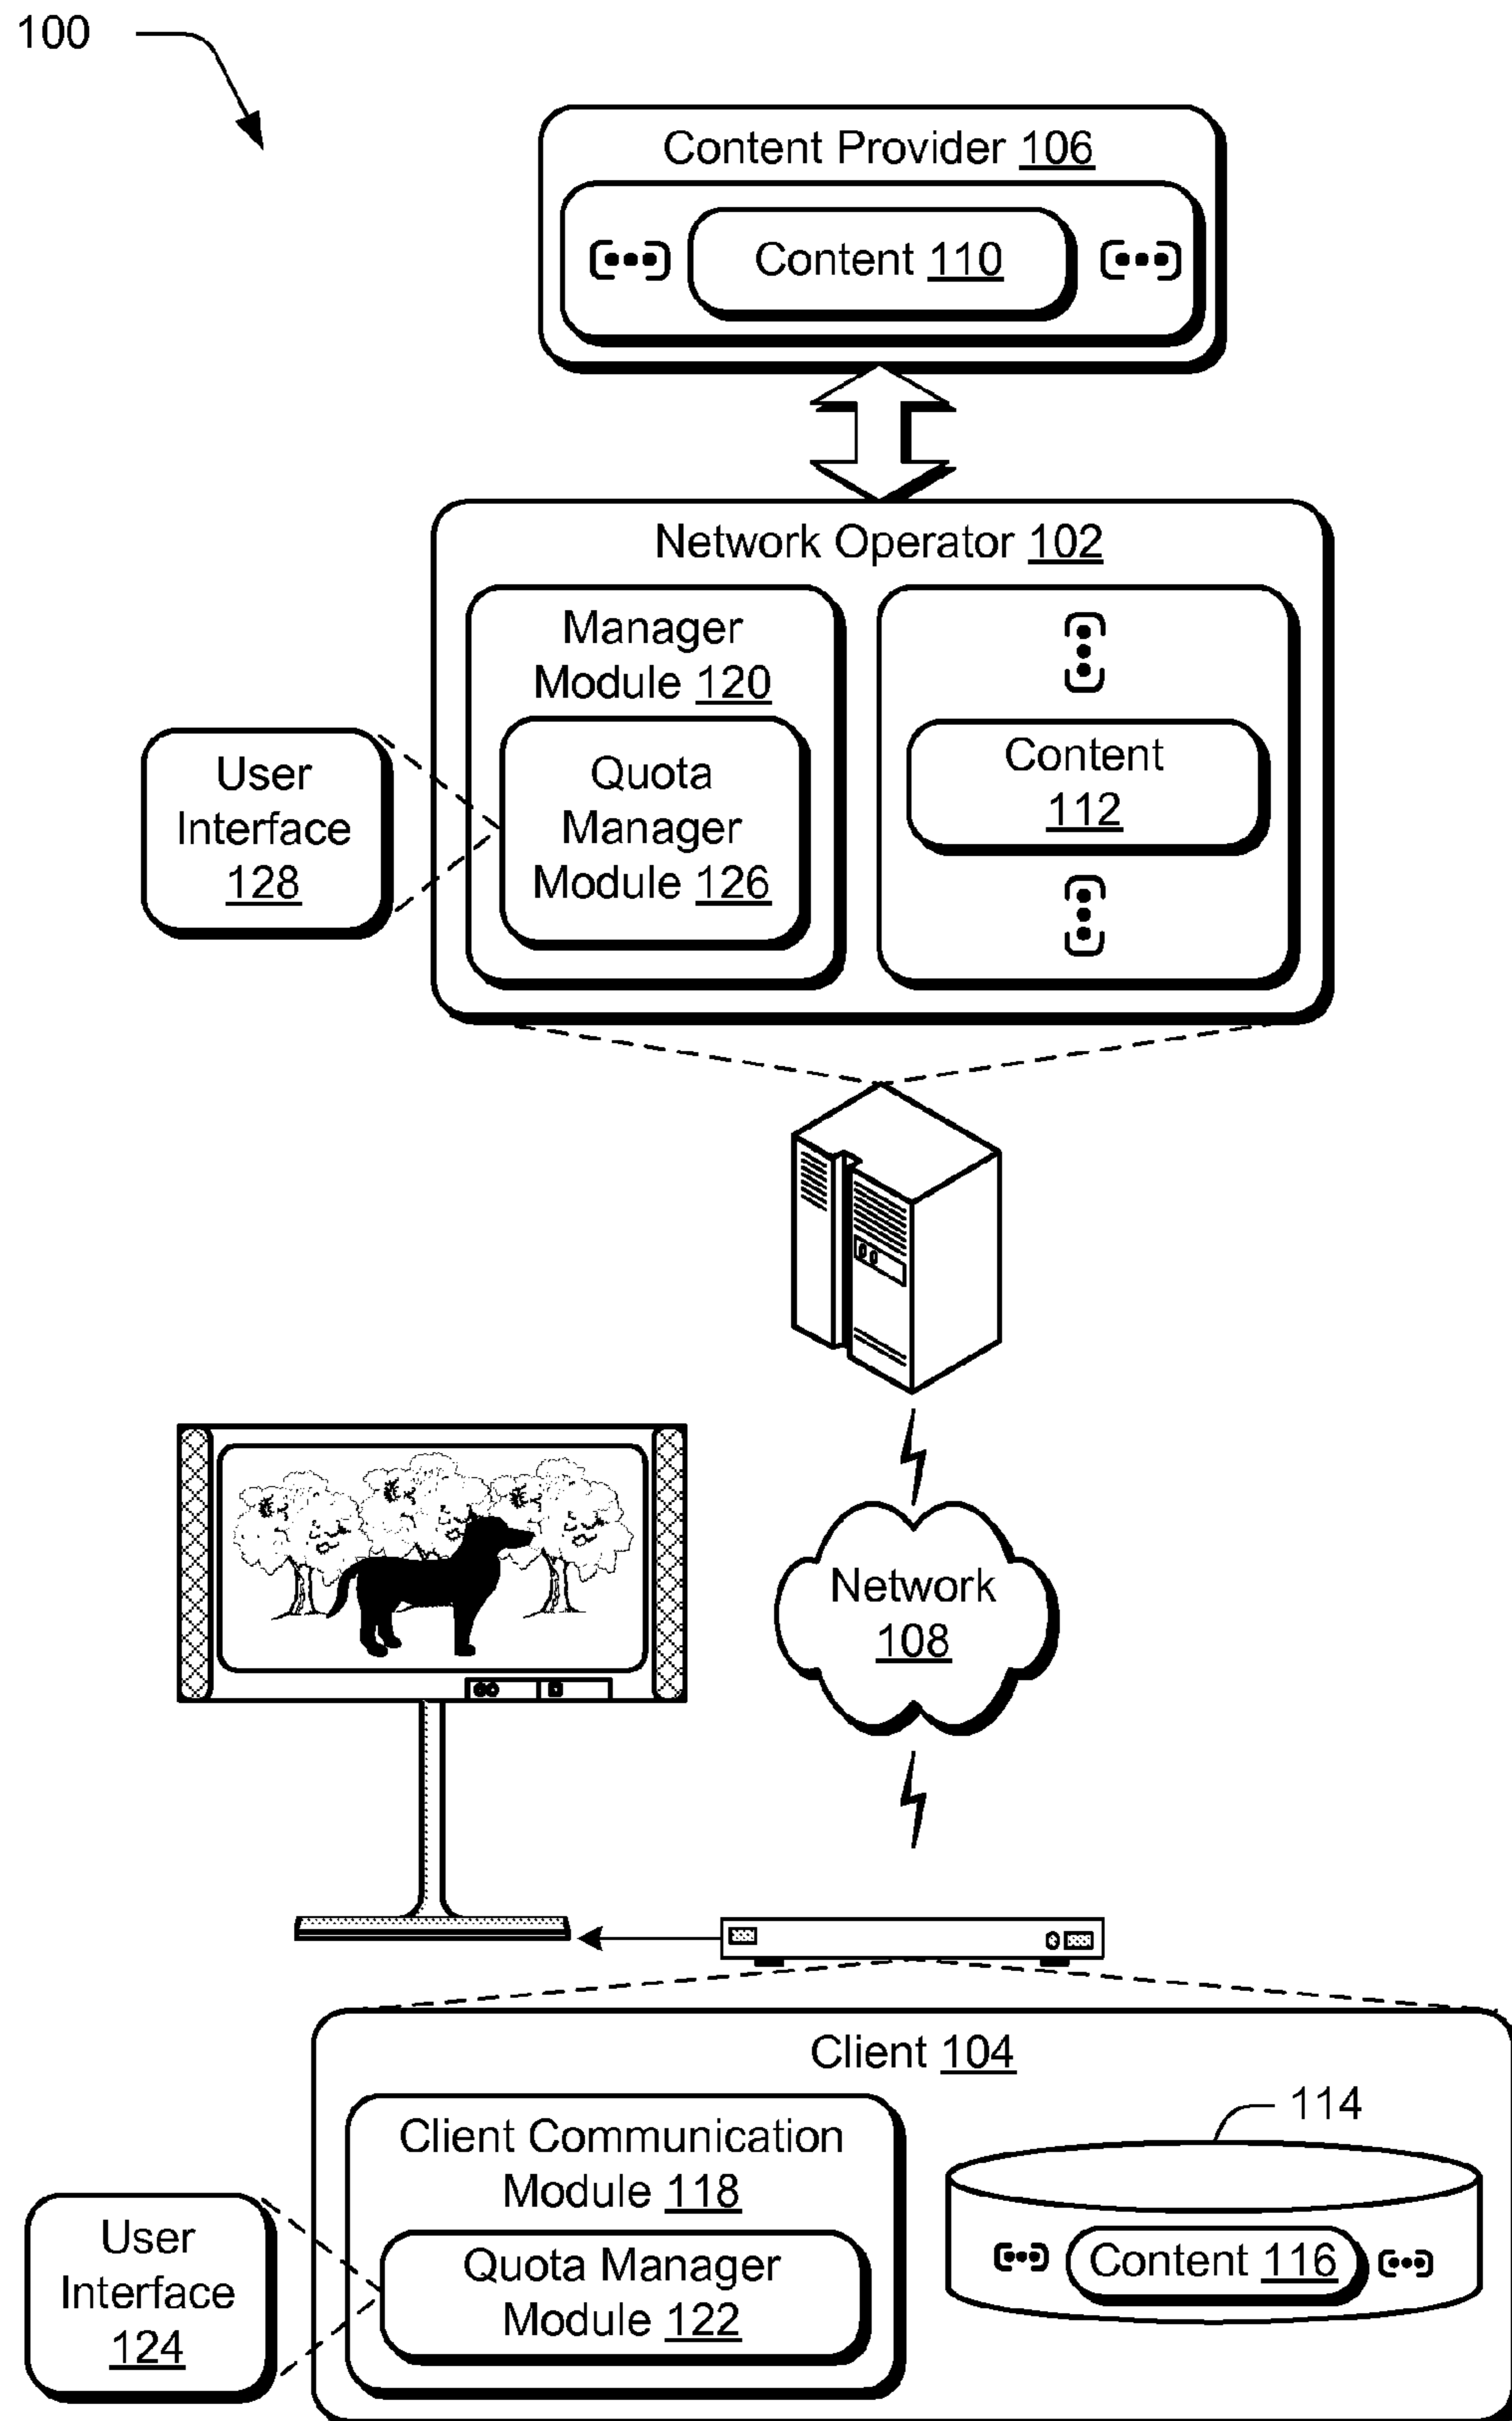 100
Content Provider 106
Content 110
Network Operator 102
Manager
Module 120
Quota
Manager
Module 126
Content
112
User
Interface
128
Network
108
Client 104
114
Client Communication
Module 118
Quota Manager
Module 122
Content 116
User
Interface
124